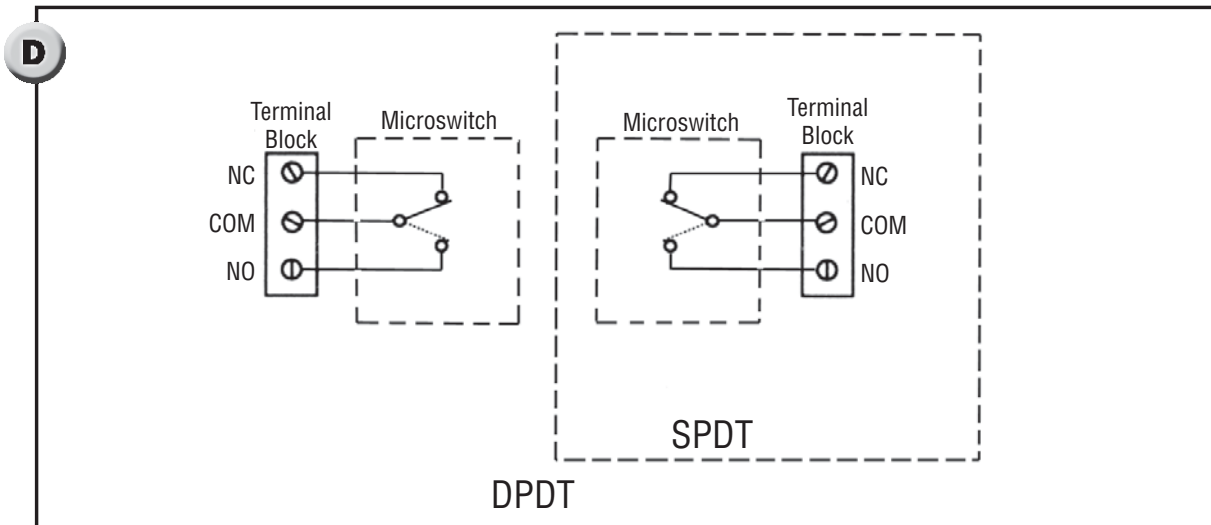 D
Terminal
Block
Microswitch
NC
COM
NO
Microswitch
Terminal
Block
NC
COM
NO
SPDT
DPDT